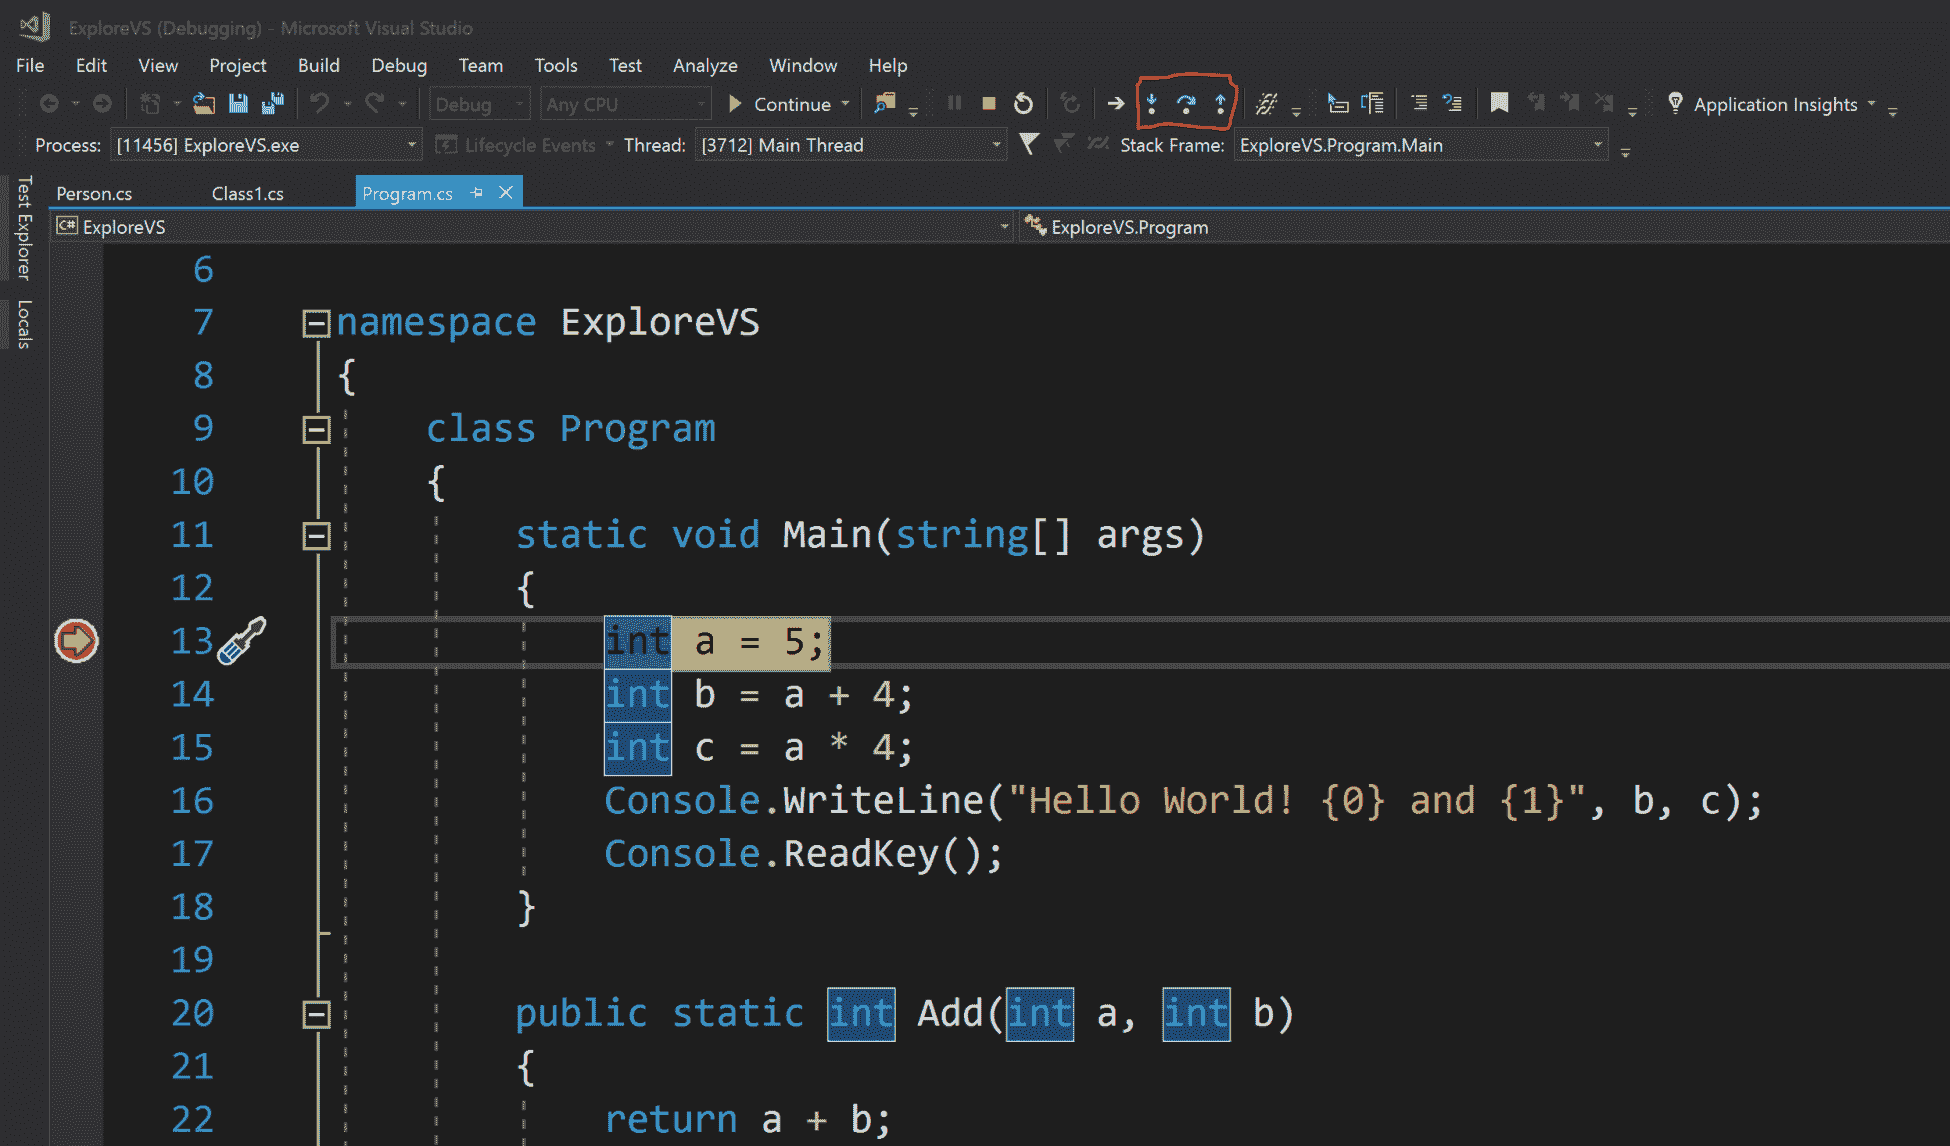 ExploreVS (Debugging) - Microsoft Visual Studio
File Edit View Project Build Debug Team Tools Test Analyze Window Help
Debug Any CPU Continue Application Insights
Process: [11456] ExploreVS.exe Lifecycle Events Thread: [3712] Main Thread Stack Frame: ExploreVS.Program.Main
Test Explorer
Locals
Person.cs Class1.cs Program.cs
C# ExploreVS ExploreVS.Program
6
7 namespace ExploreVS
8 {
9 class Program
10 {
11 static void Main(string[] args)
12 {
13 int a = 5;
14 int b = a + 4;
15 int c = a * 4;
16 Console.WriteLine("Hello World! {0} and {1}", b, c);
17 Console.ReadKey();
18 }
19
20 public static int Add(int a, int b)
21 {
22 return a + b;